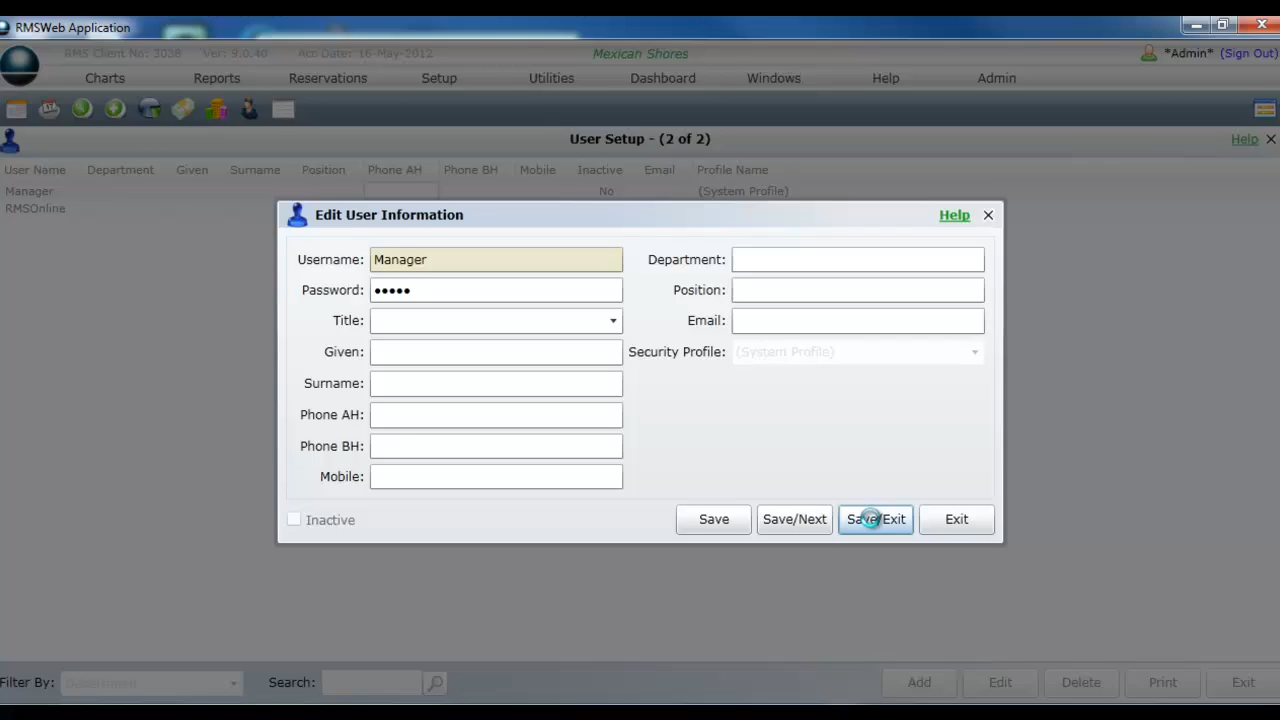 RMSWeb Application
RMS Client No: 3028 Ver: 9.0.40 Acc Date: 16-May-2012 Mexican Shores *Admin* (Sign Out)
Charts Reports Reservations Setup Utilities Dashboard Windows Help Admin
User Setup - (2 of 2) Help
User Name Department Given Surname Position Phone AH Phone BH Mobile Inactive Email Profile Name
Manager No (System Profile)
RMSOnline
Edit User Information Help
Username: Manager Department:
Password: ••••• Position:
Title: Email:
Given: Security Profile: (System Profile)
Surname:
Phone AH:
Phone BH:
Mobile:
Inactive Save Save/Next Save/Exit Exit
Filter By: Department Search: Add Edit Delete Print Exit